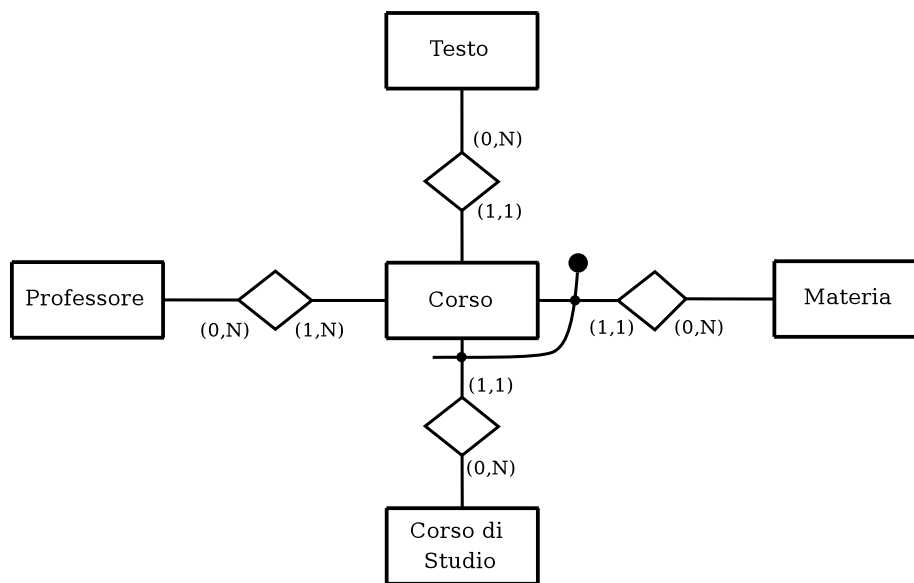 Testo
(0,N)
(1,1)
Professore
Corso
Materia
(0,N)
(1,N)
(1,1)
(0,N)
(1,1)
(0,N)
Corso di
Studio